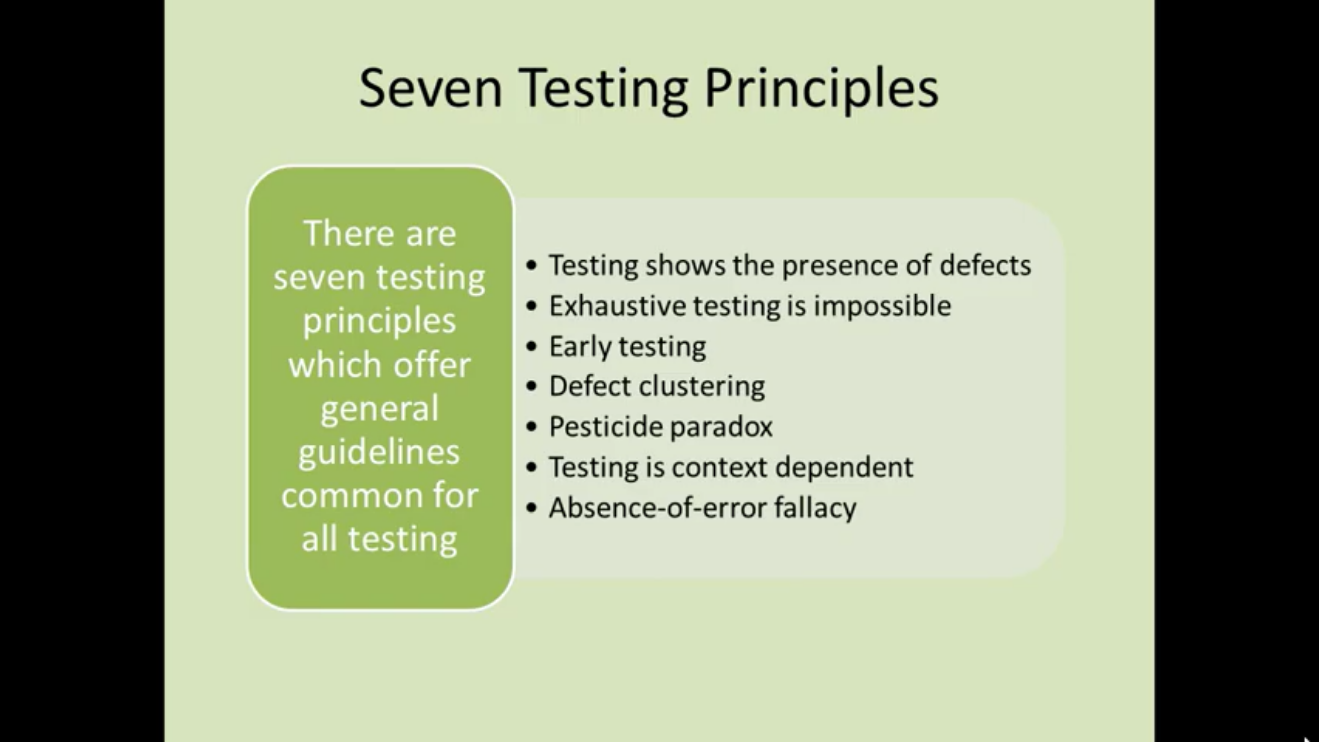 Seven Testing Principles
There are
seven testing
principles
which offer
general
guidelines
common for
all testing
• Testing shows the presence of defects
• Exhaustive testing is impossible
• Early testing
• Defect clustering
• Pesticide paradox
• Testing is context dependent
• Absence-of-error fallacy